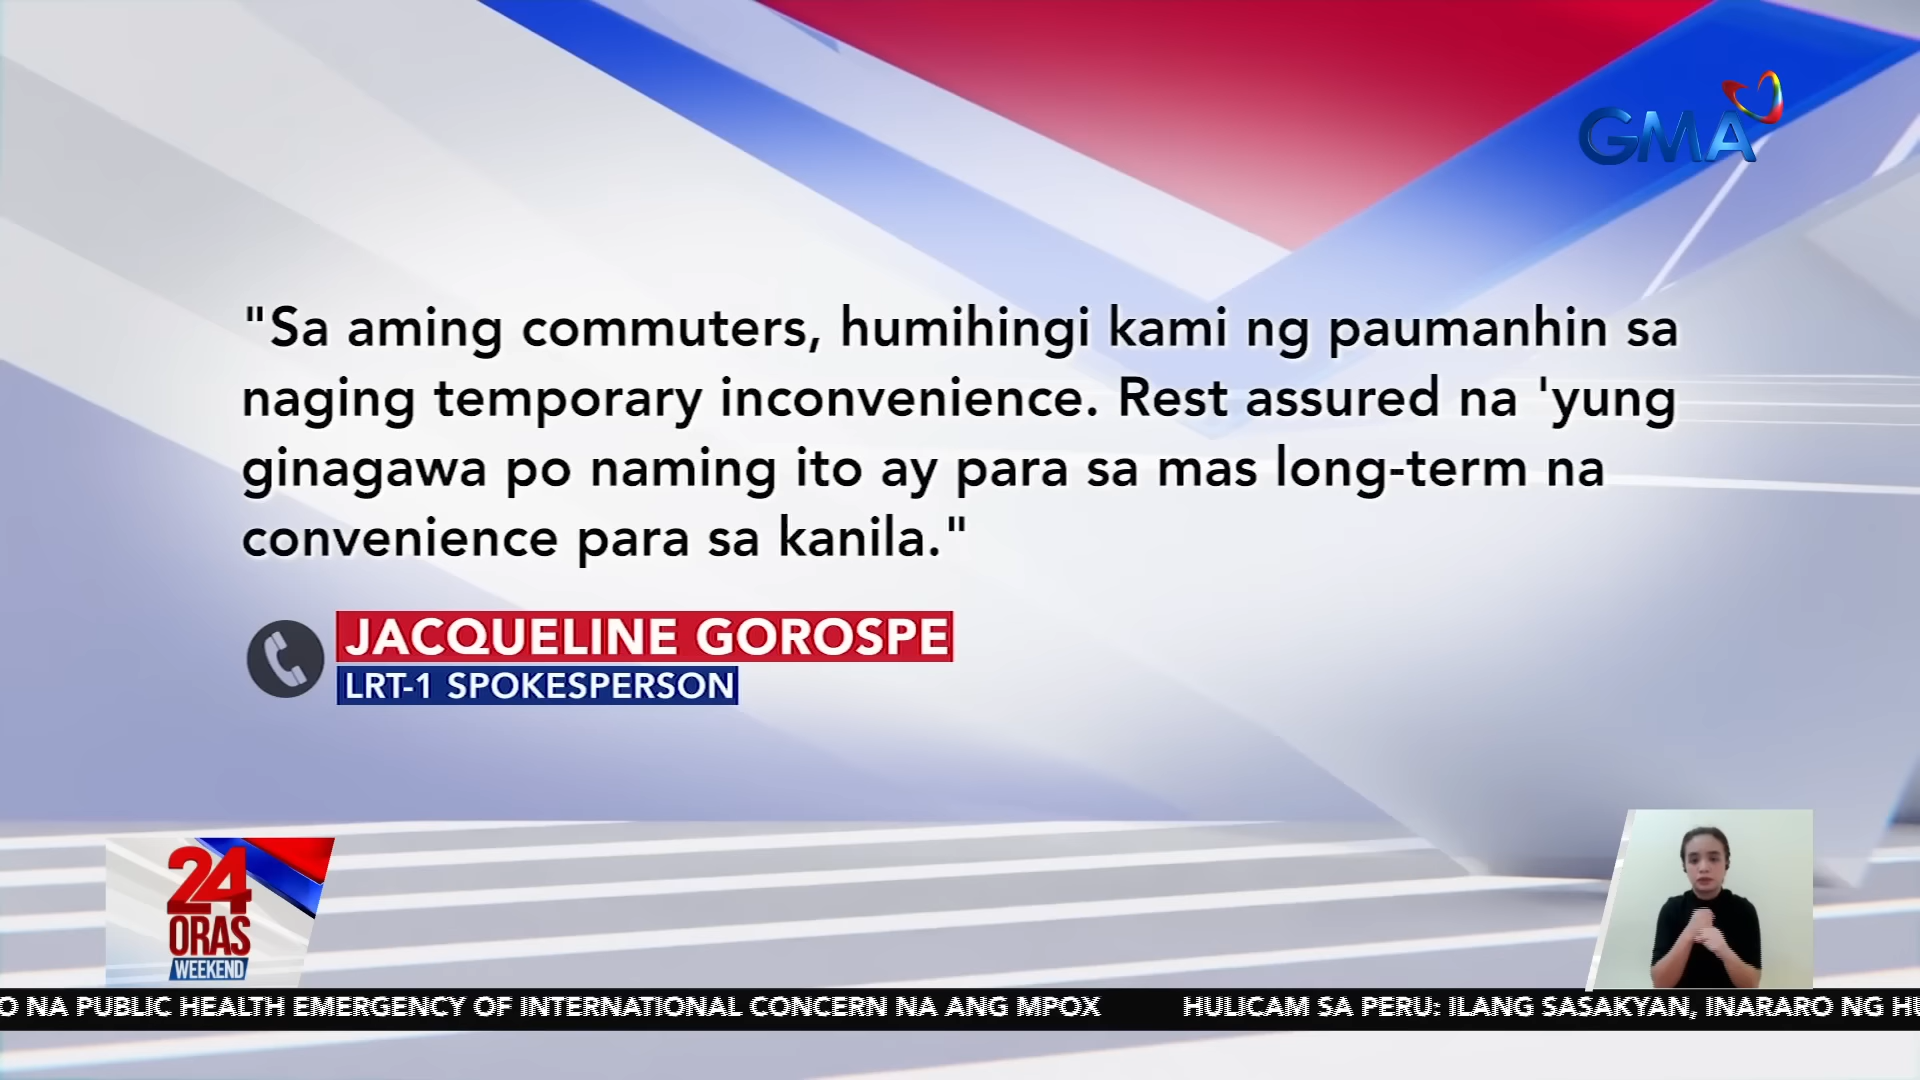 GMA
"Sa aming commuters, humihingi kami ng paumanhin sa
naging temporary inconvenience. Rest assured na 'yung
ginagawa po naming ito ay para sa mas long-term na
convenience para sa kanila."
JACQUELINE GOROSPE
LRT-1 SPOKESPERSON
24
ORAS
WEEKEND
O NA PUBLIC HEALTH EMERGENCY OF INTERNATIONAL CONCERN NA ANG MPOX HULICAM SA PERU: ILANG SASAKYAN, INARARO NG HU